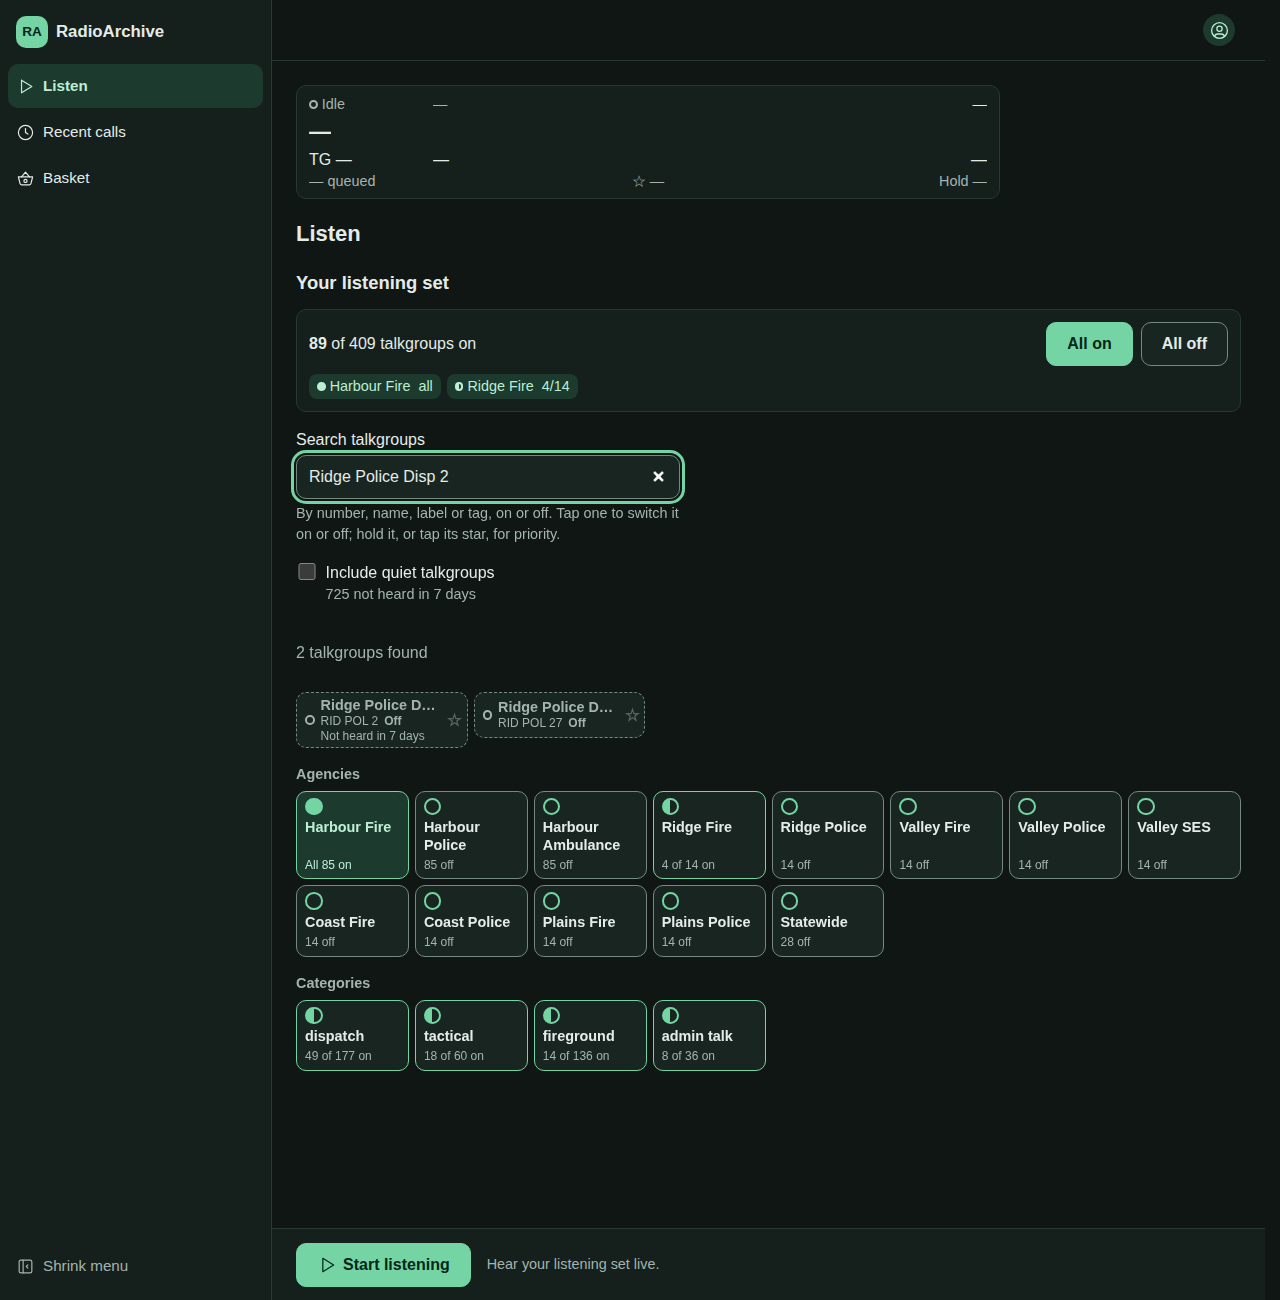 RA RadioArchive
Listen
Recent calls
Basket
Shrink menu
Idle — —
—
TG — — —
— queued ☆ — Hold —
Listen
Your listening set
89 of 409 talkgroups on
All on
All off
Harbour Fire all
Ridge Fire 4/14
Search talkgroups
Ridge Police Disp 2
By number, name, label or tag, on or off. Tap one to switch it
on or off; hold it, or tap its star, for priority.
Include quiet talkgroups
725 not heard in 7 days
2 talkgroups found
Ridge Police D…
RID POL 2 Off
Not heard in 7 days
Ridge Police D…
RID POL 27 Off
Agencies
Harbour Fire
All 85 on
Harbour
Police
85 off
Harbour
Ambulance
85 off
Ridge Fire
4 of 14 on
Ridge Police
14 off
Valley Fire
14 off
Valley Police
14 off
Valley SES
14 off
Coast Fire
14 off
Coast Police
14 off
Plains Fire
14 off
Plains Police
14 off
Statewide
28 off
Categories
dispatch
49 of 177 on
tactical
18 of 60 on
fireground
14 of 136 on
admin talk
8 of 36 on
Start listening
Hear your listening set live.